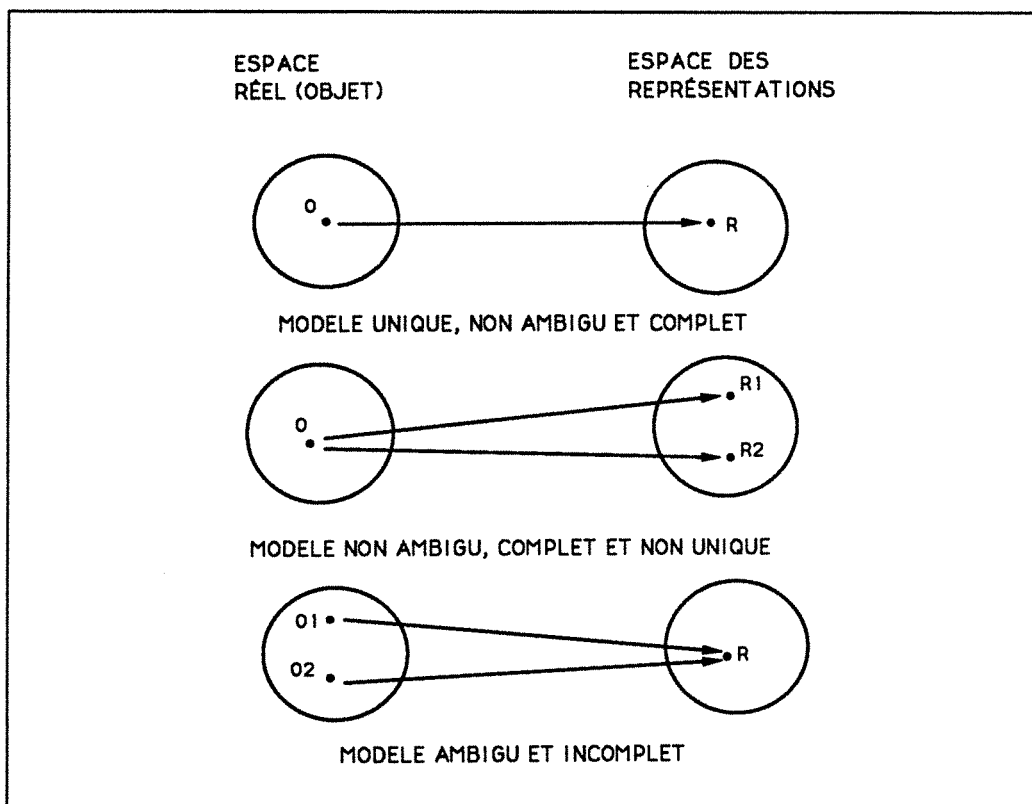 ESPACE
RÉEL (OBJET)
ESPACE DES
REPRÉSENTATIONS
O
R
MODELE UNIQUE, NON AMBIGU ET COMPLET
O
R1
R2
MODELE NON AMBIGU, COMPLET ET NON UNIQUE
O1
O2
R
MODELE AMBIGU ET INCOMPLET